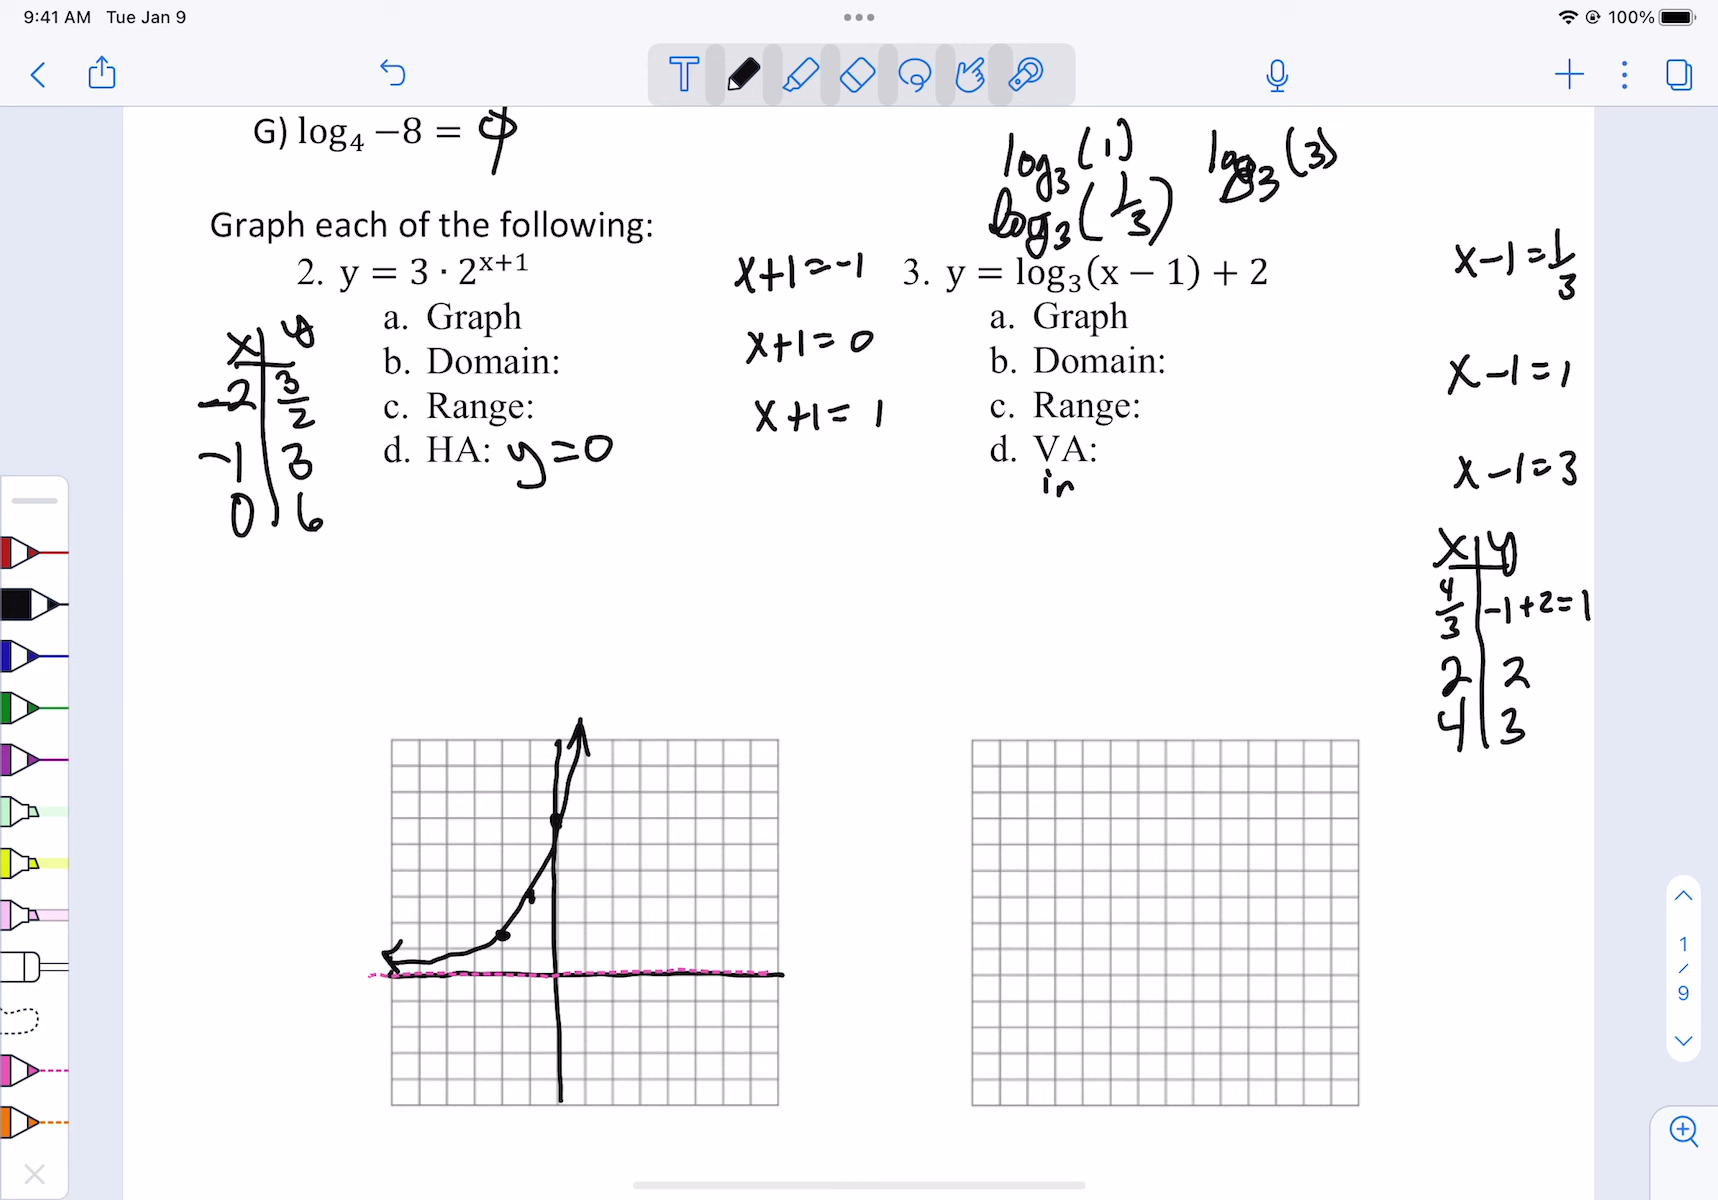 9:41 AM Tue Jan 9
100%
G) log₄ −8 = ϕ
log₃(1)
log₃(3)
log₃(1/3)
Graph each of the following:
2. y = 3 · 2^(x+1)
a. Graph
b. Domain:
c. Range:
d. HA: y=0
x | y
-2 | 3/2
-1 | 3
0 | 6
x+1=-1
x+1=0
x+1=1
3. y = log₃(x − 1) + 2
a. Graph
b. Domain:
c. Range:
d. VA:
in
x-1=1/3
x-1=1
x-1=3
x | y
4/3 | -1+2=1
2 | 2
4 | 3
1
/
9